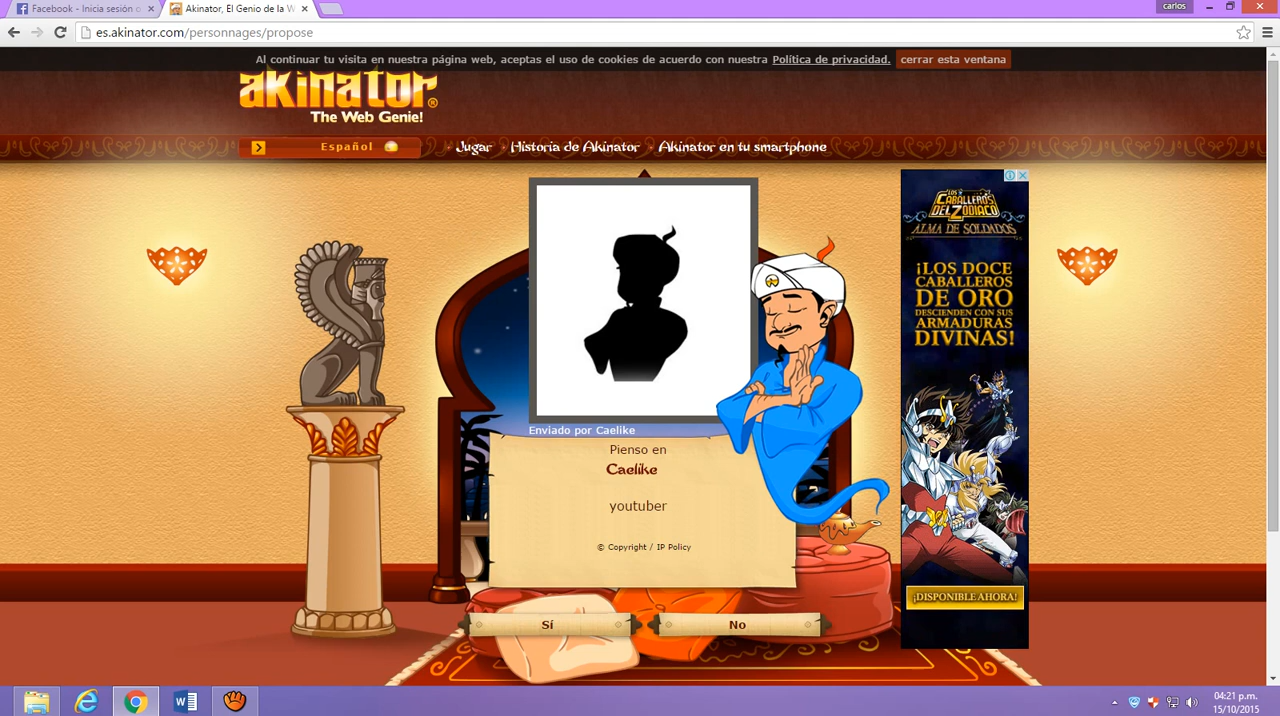 Facebook - Inicia sesión o
Akinator, El Genio de la W
carlos
es.akinator.com/personnages/propose
Al continuar tu visita en nuestra página web, aceptas el uso de cookies de acuerdo con nuestra Política de privacidad. cerrar esta ventana
akinator®
The Web Genie!
Español
Jugar
Historia de Akinator
Akinator en tu smartphone
Enviado por Caelike
Pienso en
Caelike
youtuber
© Copyright / IP Policy
Sí
No
LOS
CABALLEROS
DEL ZODIACO
ALMA DE SOLDADOS
¡LOS DOCE
CABALLEROS
DE ORO
DESCIENDEN CON SUS
ARMADURAS
DIVINAS!
¡DISPONIBLE AHORA!
04:21 p.m.
15/10/2015